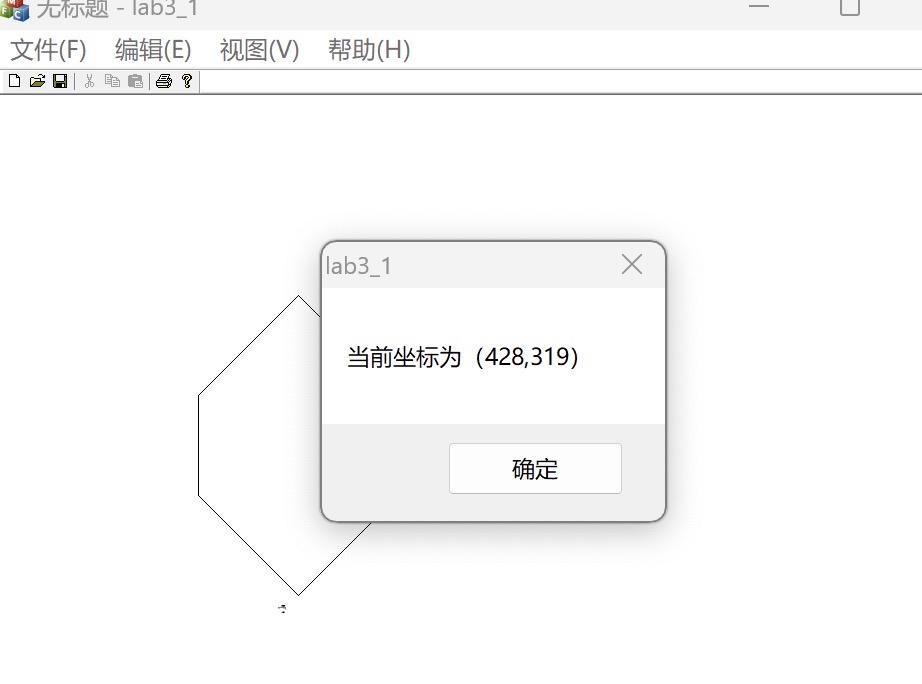 无标题 - lab3_1
文件(F) 编辑(E) 视图(V) 帮助(H)
lab3_1
当前坐标为（428,319）
确定